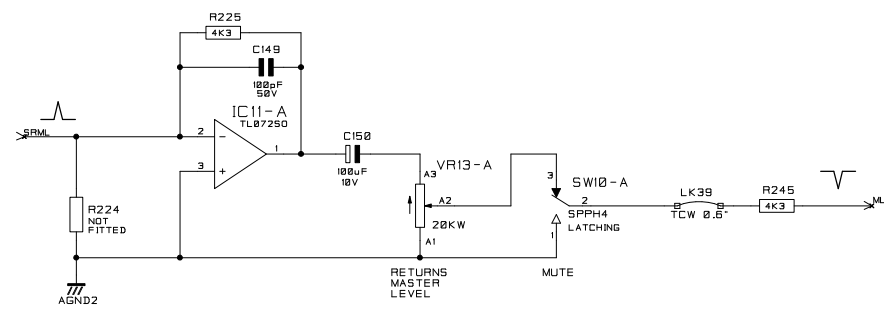 R225
4K3
C149
100pF
50V
IC11-A
TL072SO
SRML
2
-
1
3
+
C150
100uF
10V
A3
VR13-A
A2
20KW
A1
R224
NOT
FITTED
3
SW10-A
2
SPPH4
LATCHING
1
LK39
TCW 0.6"
R245
4K3
ML
AGND2
RETURNS
MASTER
LEVEL
MUTE